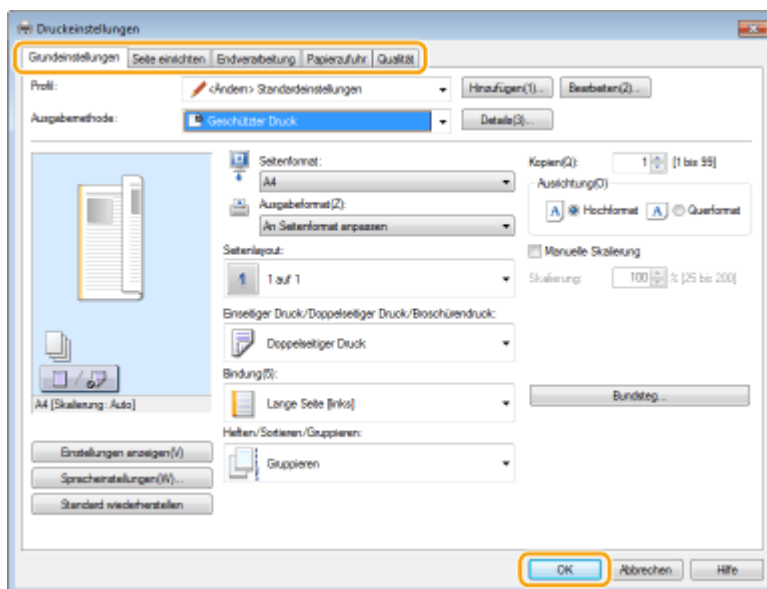 Druckeinstellungen
Grundeinstellungen Seite einrichten Endverarbeitung Papierzufuhr Qualität
Profil: <Ändern> Standardeinstellungen Hinzufügen(1)... Bearbeiten(2)...
Ausgabemethode: Geschützter Druck Details(3)...
Seitenformat:
A4
Ausgabeformat(Z):
An Seitenformat anpassen
Kopien(Q): 1 [1 bis 99]
Ausrichtung(O)
A Hochformat A Querformat
Seitenlayout:
1 1 auf 1
Manuelle Skalierung
Skalierung: 100 % [25 bis 200]
Einseitiger Druck/Doppelseitiger Druck/Broschürendruck:
Doppelseitiger Druck
Bindung(5):
Lange Seite [links]
Bundsteg...
A4 [Skalierung: Auto]
Heften/Sortieren/Gruppieren:
Gruppieren
Einstellungen anzeigen(V)
Spracheinstellungen(W)...
Standard wiederherstellen
OK Abbrechen Hilfe